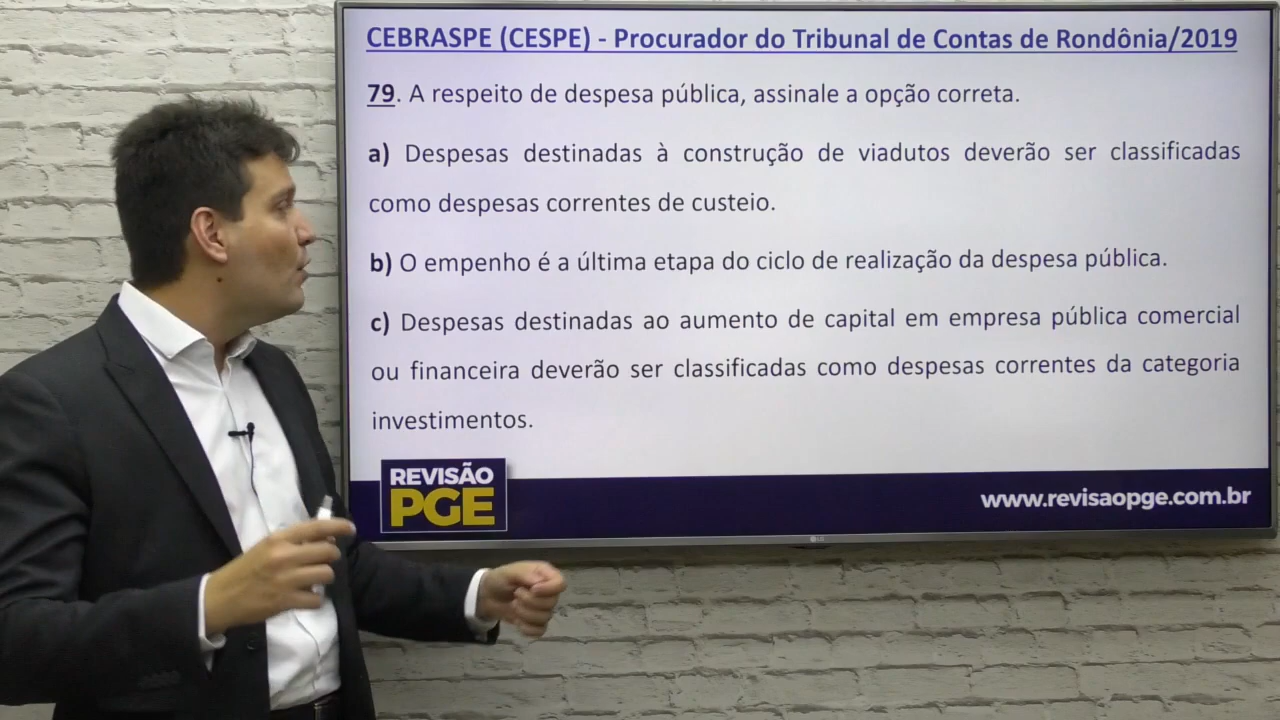 CEBRASPE (CESPE) - Procurador do Tribunal de Contas de Rondônia/2019
79. A respeito de despesa pública, assinale a opção correta.
a) Despesas destinadas à construção de viadutos deverão ser classificadas
como despesas correntes de custeio.
b) O empenho é a última etapa do ciclo de realização da despesa pública.
c) Despesas destinadas ao aumento de capital em empresa pública comercial
ou financeira deverão ser classificadas como despesas correntes da categoria
investimentos.
REVISÃO
PGE
www.revisaopge.com.br
LG